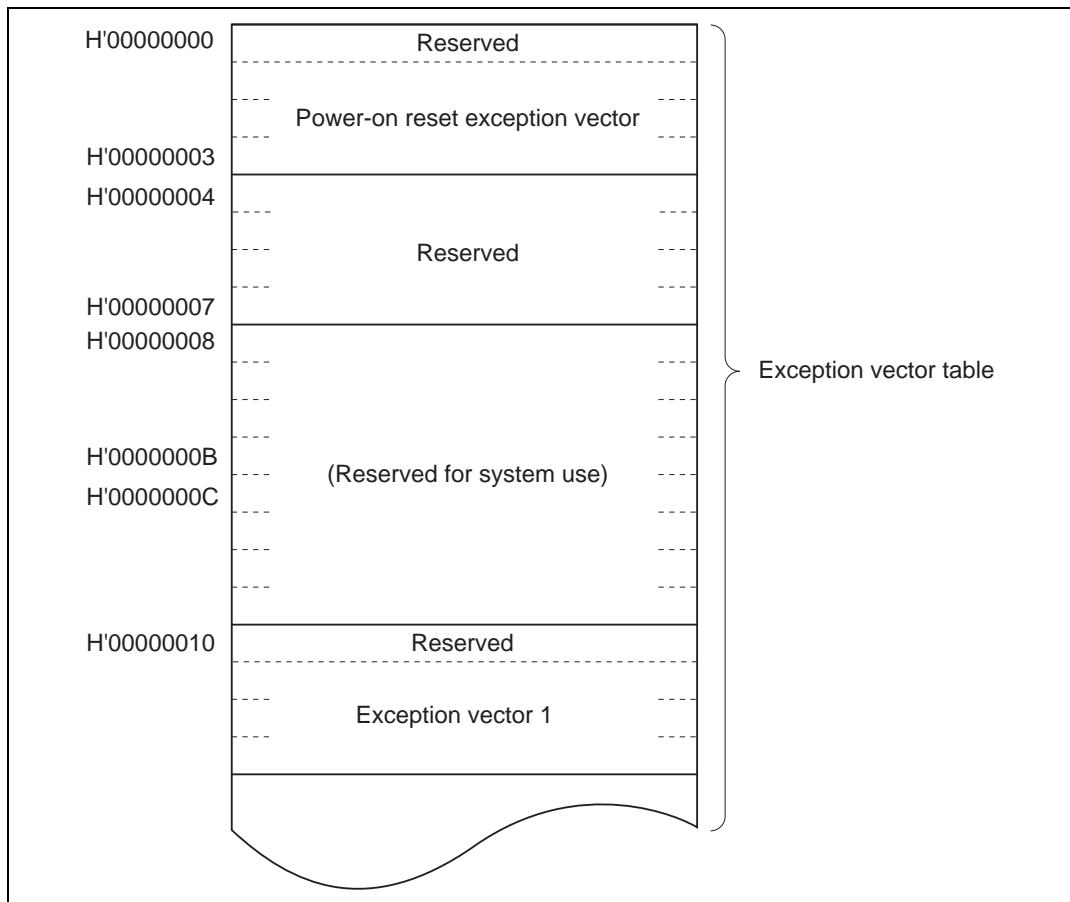 H'00000000
Reserved
Power-on reset exception vector
H'00000003
H'00000004
Reserved
H'00000007
H'00000008
Exception vector table
H'0000000B
(Reserved for system use)
H'0000000C
H'00000010
Reserved
Exception vector 1